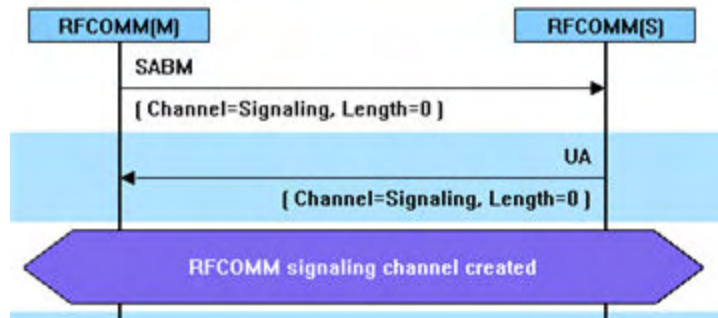 RFCOMM(M) RFCOMM(S)
SABM
( Channel=Signaling, Length=0 )
UA
( Channel=Signaling, Length=0 )
RFCOMM signaling channel created